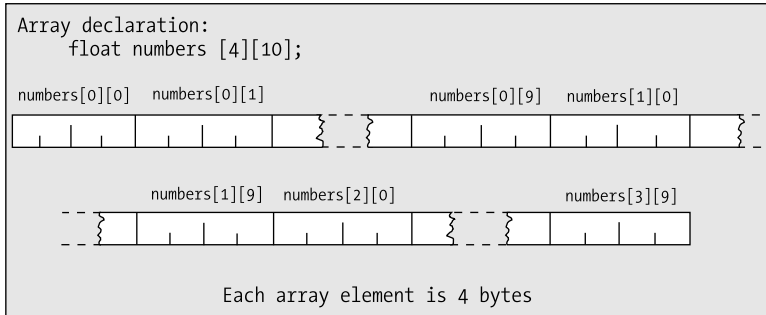 Array declaration:
float numbers [4][10];
numbers[0][0] numbers[0][1] numbers[0][9] numbers[1][0]
numbers[1][9] numbers[2][0] numbers[3][9]
Each array element is 4 bytes